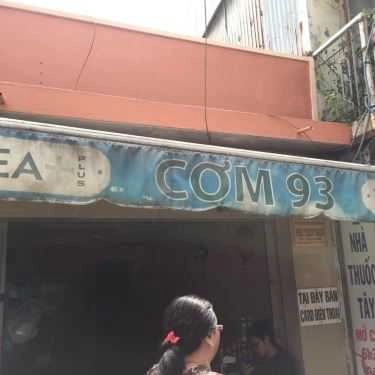 EA
PLUS
CƠM 93
TẠI ĐÂY BÁN
CARD ĐIỆN THOẠI
NHÀ
THUỐC
TÂY